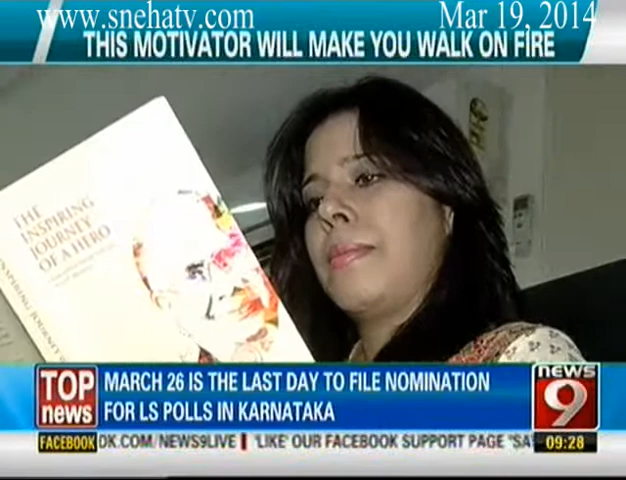 www.snehatv.com
Mar 19, 2014
THIS MOTIVATOR WILL MAKE YOU WALK ON FIRE
THE
INSPIRING
JOURNEY
OF A HERO
TOP
news
MARCH 26 IS THE LAST DAY TO FILE NOMINATION
FOR LS POLLS IN KARNATAKA
NEWS
9
FACEBOOK
OK.COM/NEWS9LIVE
'LIKE' OUR FACEBOOK SUPPORT PAGE "SA
09:28